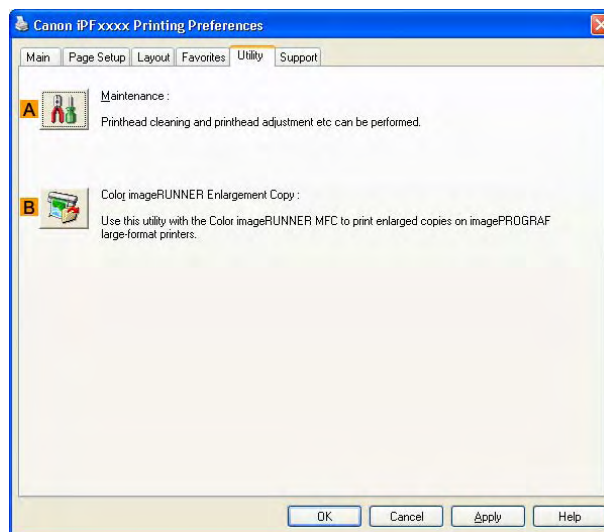 Canon iPFxxxx Printing Preferences
Main Page Setup Layout Favorites Utility Support
A
Maintenance :
Printhead cleaning and printhead adjustment etc can be performed.
B
Color imageRUNNER Enlargement Copy :
Use this utility with the Color imageRUNNER MFC to print enlarged copies on imagePROGRAF
large-format printers.
OK Cancel Apply Help